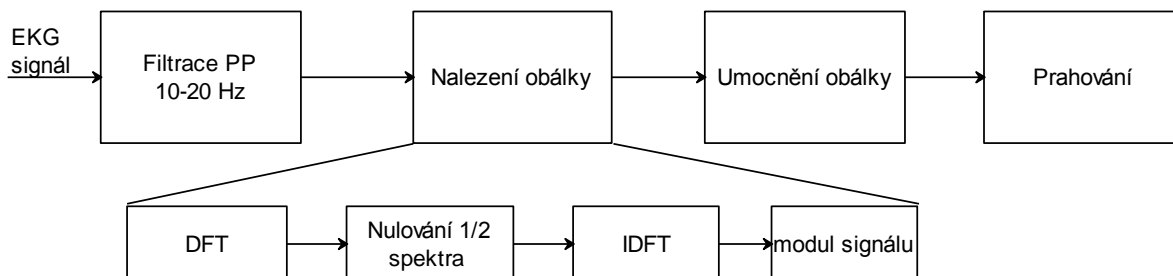 EKG
signál
Filtrace PP
10-20 Hz
Nalezení obálky
Umocnění obálky
Prahování
DFT
Nulování 1/2
spektra
IDFT
modul signálu